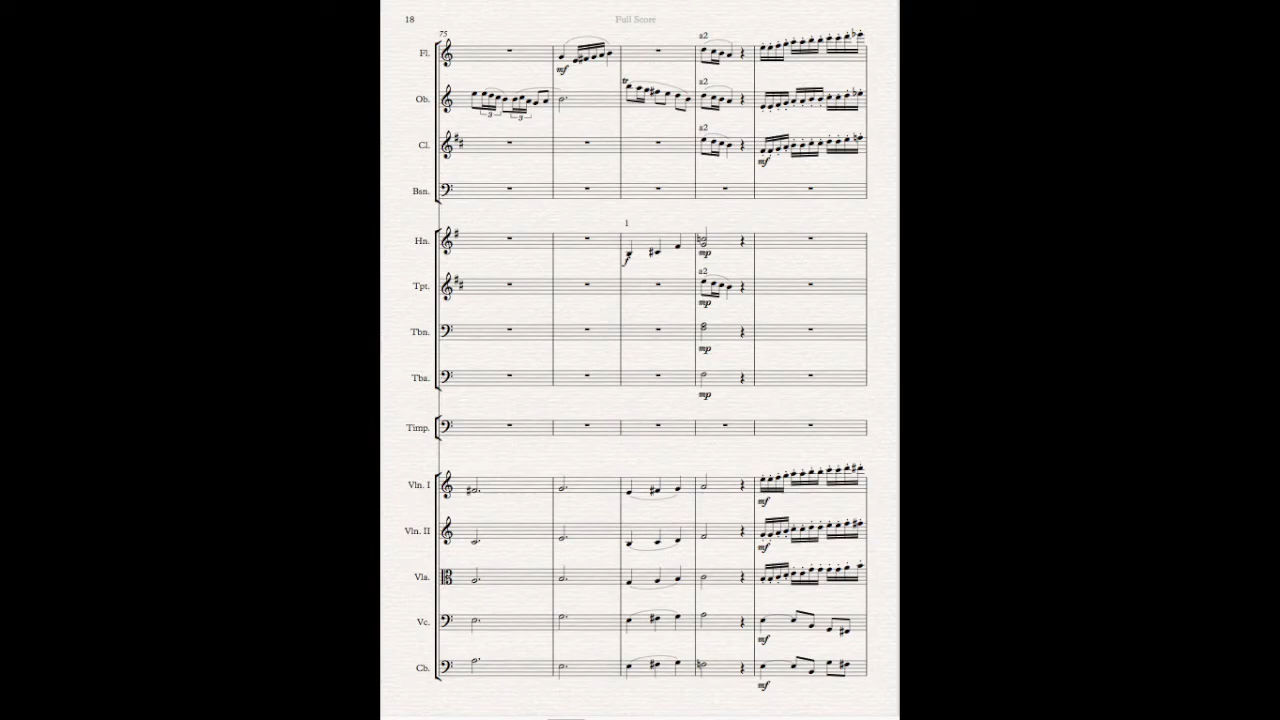 18
Full Score
75
a2
Fl.
mf
a2
tr
Ob.
3
3
a2
Cl.
mf
Bsn.
1
Hn.
f
mp
a2
Tpt.
mp
Tbn.
mp
Tba.
mp
Timp.
Vln. I
mf
Vln. II
mf
Vla.
Vc.
mf
Cb.
mf